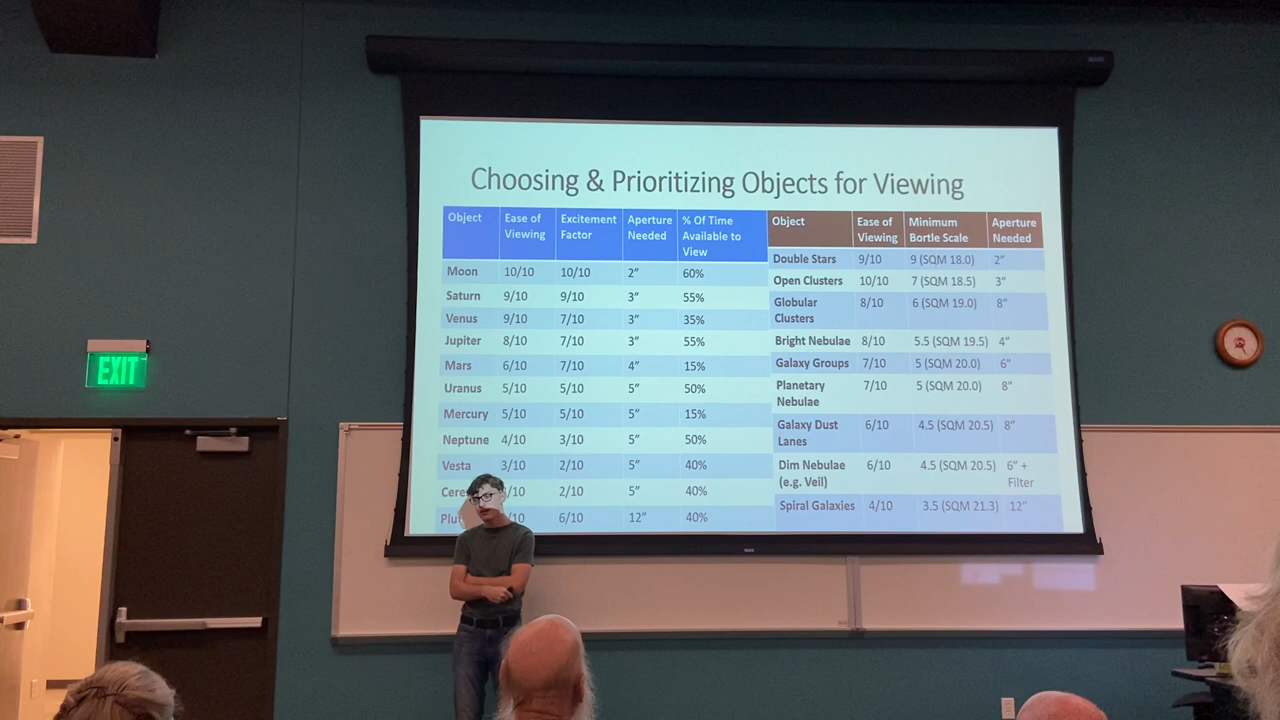 Choosing & Prioritizing Objects for Viewing
Object Ease of Viewing Excitement Factor Aperture Needed % Of Time Available to View
Moon 10/10 10/10 2" 60%
Saturn 9/10 9/10 3" 55%
Venus 9/10 7/10 3" 35%
Jupiter 8/10 7/10 3" 55%
Mars 6/10 7/10 4" 15%
Uranus 5/10 5/10 5" 50%
Mercury 5/10 5/10 5" 15%
Neptune 4/10 3/10 5" 50%
Vesta 3/10 2/10 5" 40%
/10 2/10 5" 40%
/10 6/10 12" 40%
Object Ease of Viewing Minimum Bortle Scale Aperture Needed
Double Stars 9/10 9 (SQM 18.0) 2"
Open Clusters 10/10 7 (SQM 18.5) 3"
Globular Clusters 8/10 6 (SQM 19.0) 8"
Bright Nebulae 8/10 5.5 (SQM 19.5) 4"
Galaxy Groups 7/10 5 (SQM 20.0) 6"
Planetary Nebulae 7/10 5 (SQM 20.0) 8"
Galaxy Dust Lanes 6/10 4.5 (SQM 20.5) 8"
Dim Nebulae (e.g. Veil) 6/10 4.5 (SQM 20.5) 6" + Filter
Spiral Galaxies 4/10 3.5 (SQM 21.3) 12"
EXIT